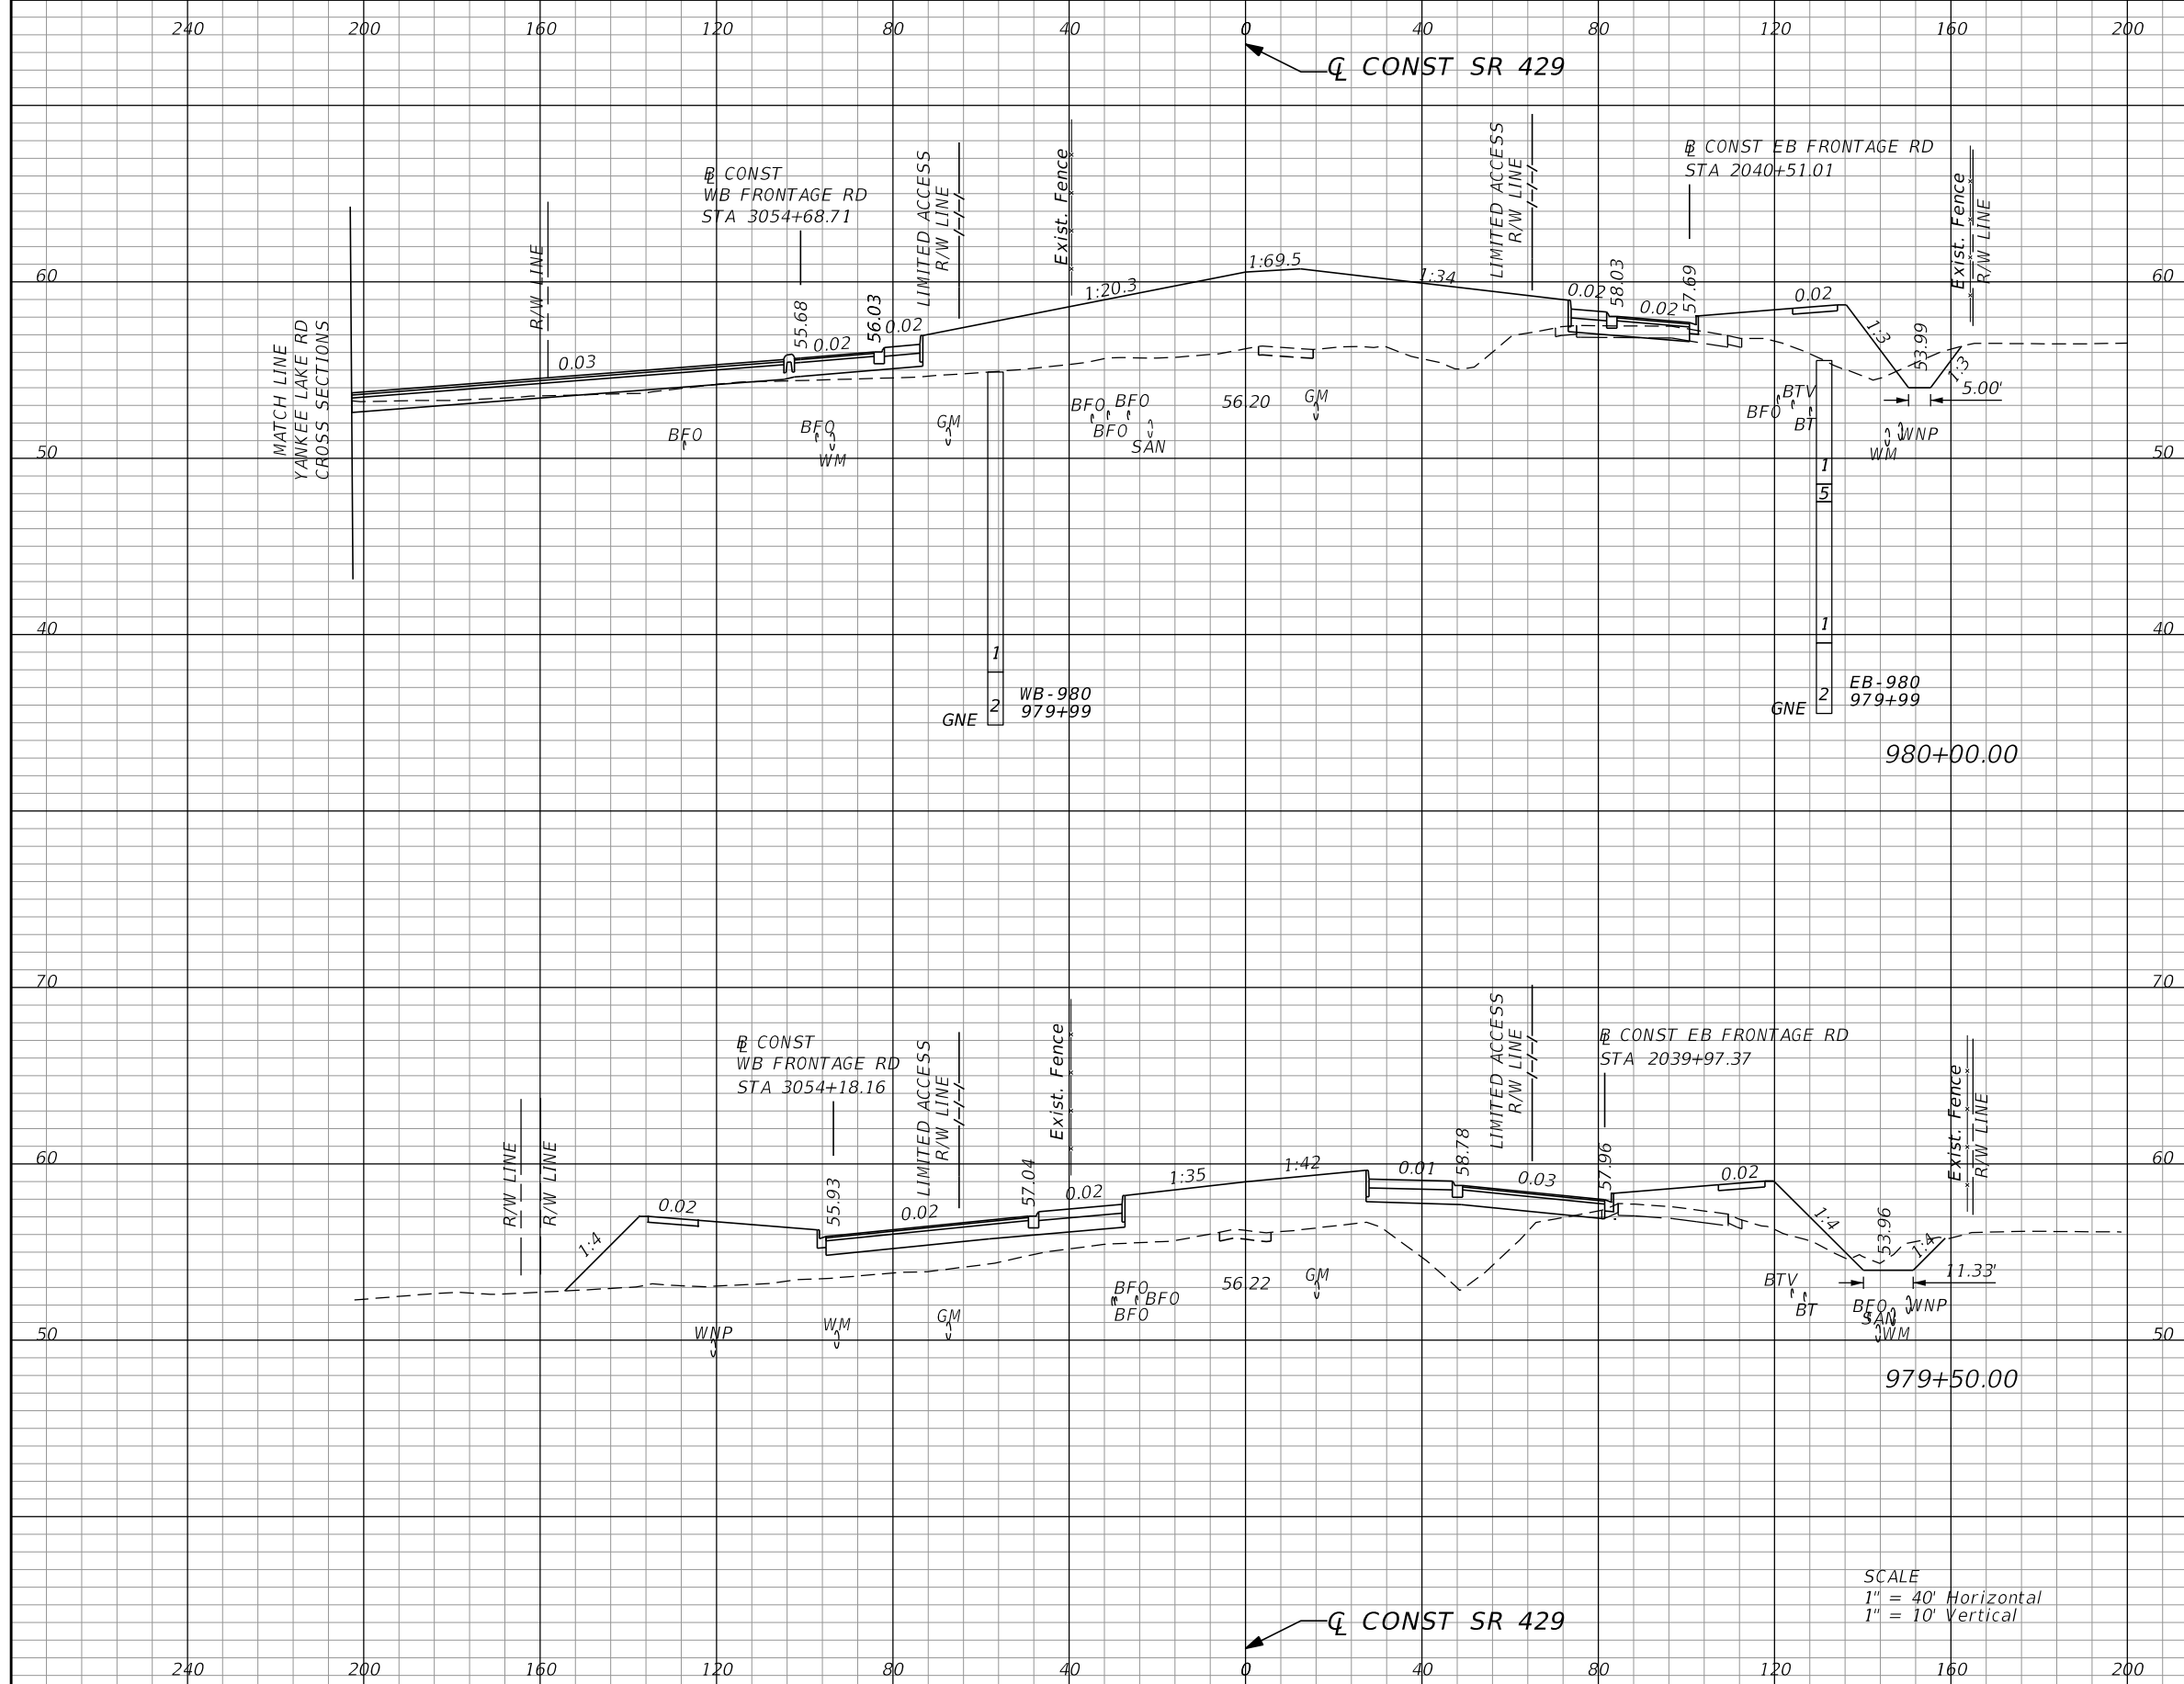 240 200 160 120 80 40 0 40 80 120 160 200
℄ CONST SR 429
B̲L CONST
WB FRONTAGE RD
STA 3054+68.71
LIMITED ACCESS
R/W LINE
Exist. Fence
LIMITED ACCESS
R/W LINE
B̲L CONST EB FRONTAGE RD
STA 2040+51.01
Exist. Fence
R/W LINE
R/W LINE
MATCH LINE
YANKEE LAKE RD
CROSS SECTIONS
60 60
0.03
55.68
0.02
56.03
0.02
1:20.3
1:69.5
1:34
0.02
58.03
0.02
57.69
0.02
1:3
53.99
1:3
5.00'
BFO
BFO
WM
GM
BFO
BFO
BFO
SAN
56.20
GM
BTV
BFO
BT
WNP
WM
50 50
1
5
40 40
1
1
2
WB-980
979+99
GNE
2
EB-980
979+99
GNE
980+00.00
70 70
B̲L CONST
WB FRONTAGE RD
STA 3054+18.16
LIMITED ACCESS
R/W LINE
Exist. Fence
LIMITED ACCESS
R/W LINE
B̲L CONST EB FRONTAGE RD
STA 2039+97.37
Exist. Fence
R/W LINE
R/W LINE
R/W LINE
60 60
1:4
0.02
55.93
0.02
57.04
0.02
1:35
1:42
0.01
58.78
0.03
57.96
0.02
1:4
53.96
1:4
11.33'
WNP
WM
GM
BFO
BFO
BFO
56.22
GM
BTV
BT
BFO
SAN
WM
WNP
50 50
979+50.00
SCALE
1" = 40' Horizontal
1" = 10' Vertical
℄ CONST SR 429
240 200 160 120 80 40 0 40 80 120 160 200